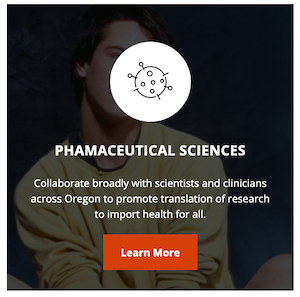 PHAMACEUTICAL SCIENCES
Collaborate broadly with scientists and clinicians
across Oregon to promote translation of research
to import health for all.
Learn More